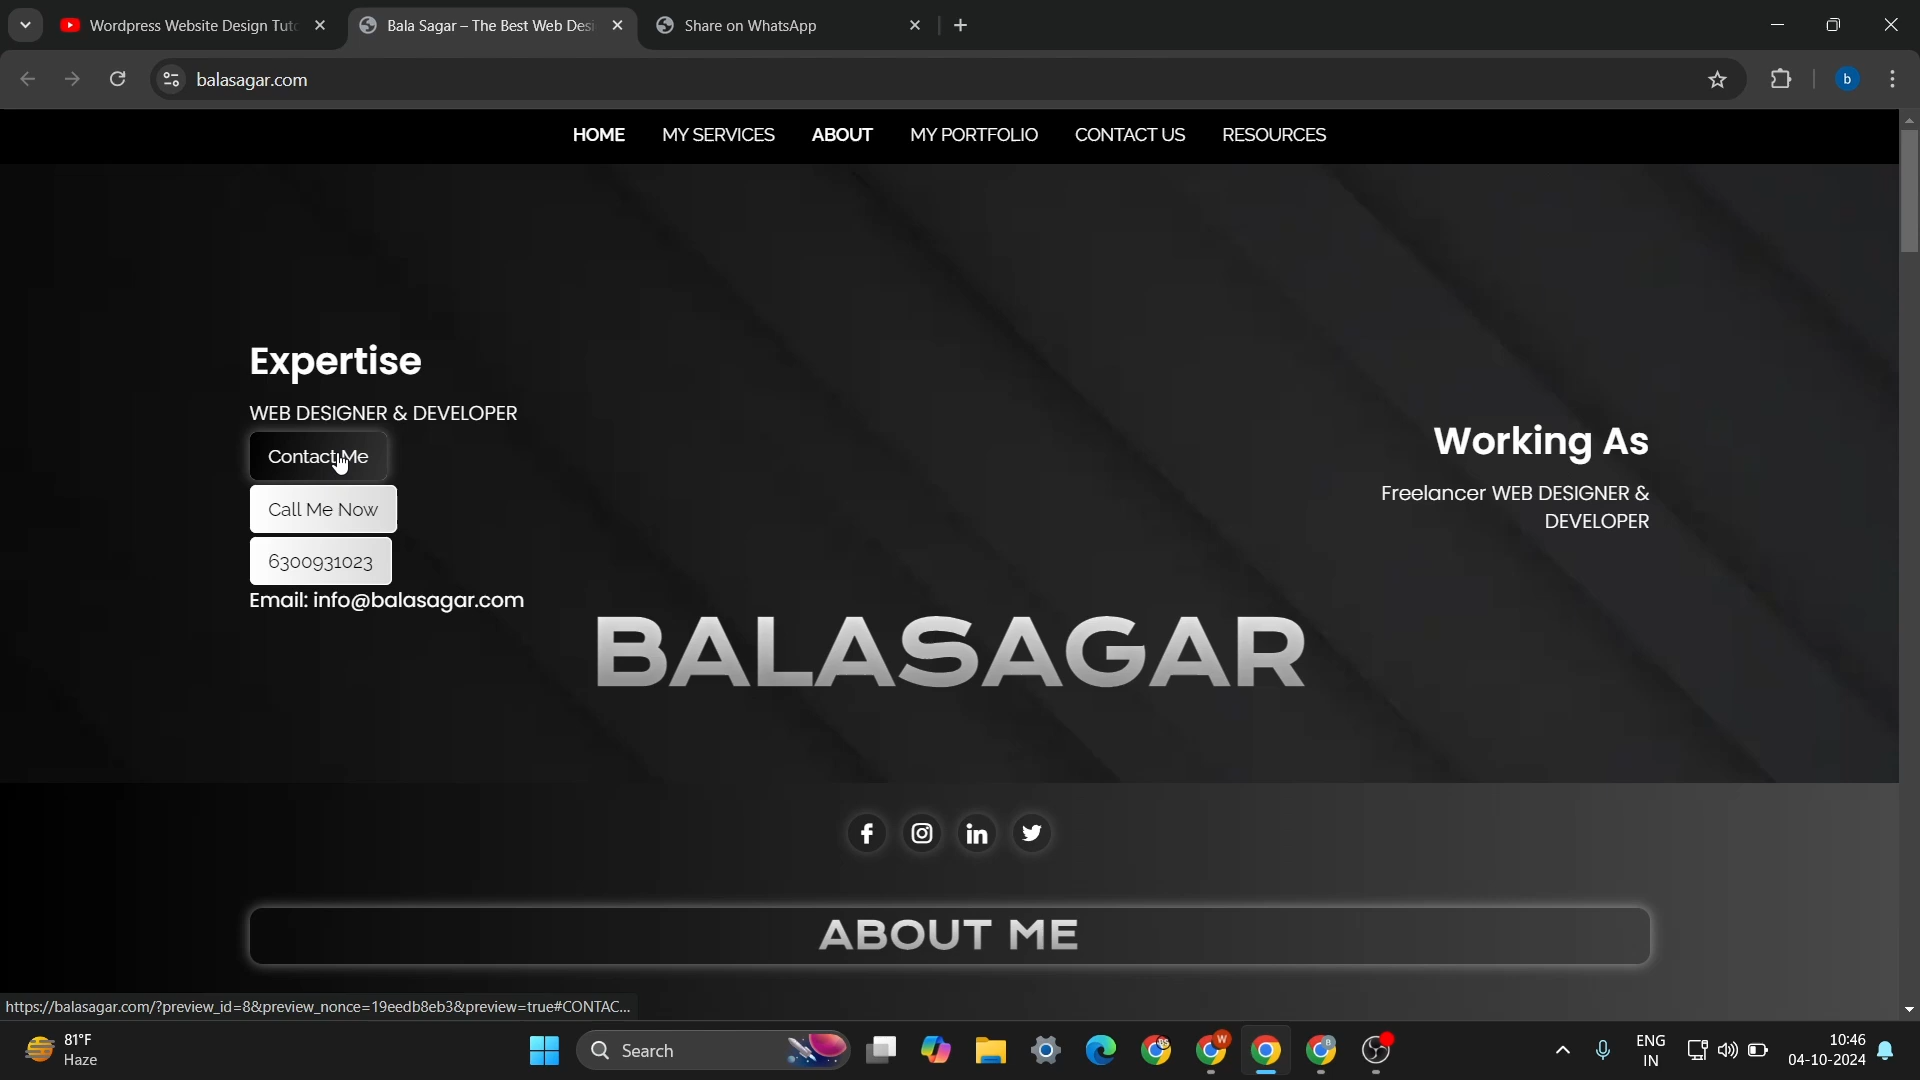 Wordpress Website Design Tut
Bala Sagar – The Best Web Desi
Share on WhatsApp
balasagar.com
b
HOME
MY SERVICES
ABOUT
MY PORTFOLIO
CONTACT US
RESOURCES
Expertise
WEB DESIGNER & DEVELOPER
Contact Me
Call Me Now
6300931023
Email: info@balasagar.com
Working As
Freelancer WEB DESIGNER &
DEVELOPER
BALASAGAR
ABOUT ME
https://balasagar.com/?preview_id=8&preview_nonce=19eedb8eb3&preview=true#CONTAC...
81°F
Haze
Search
ENG
IN
10:46
04-10-2024